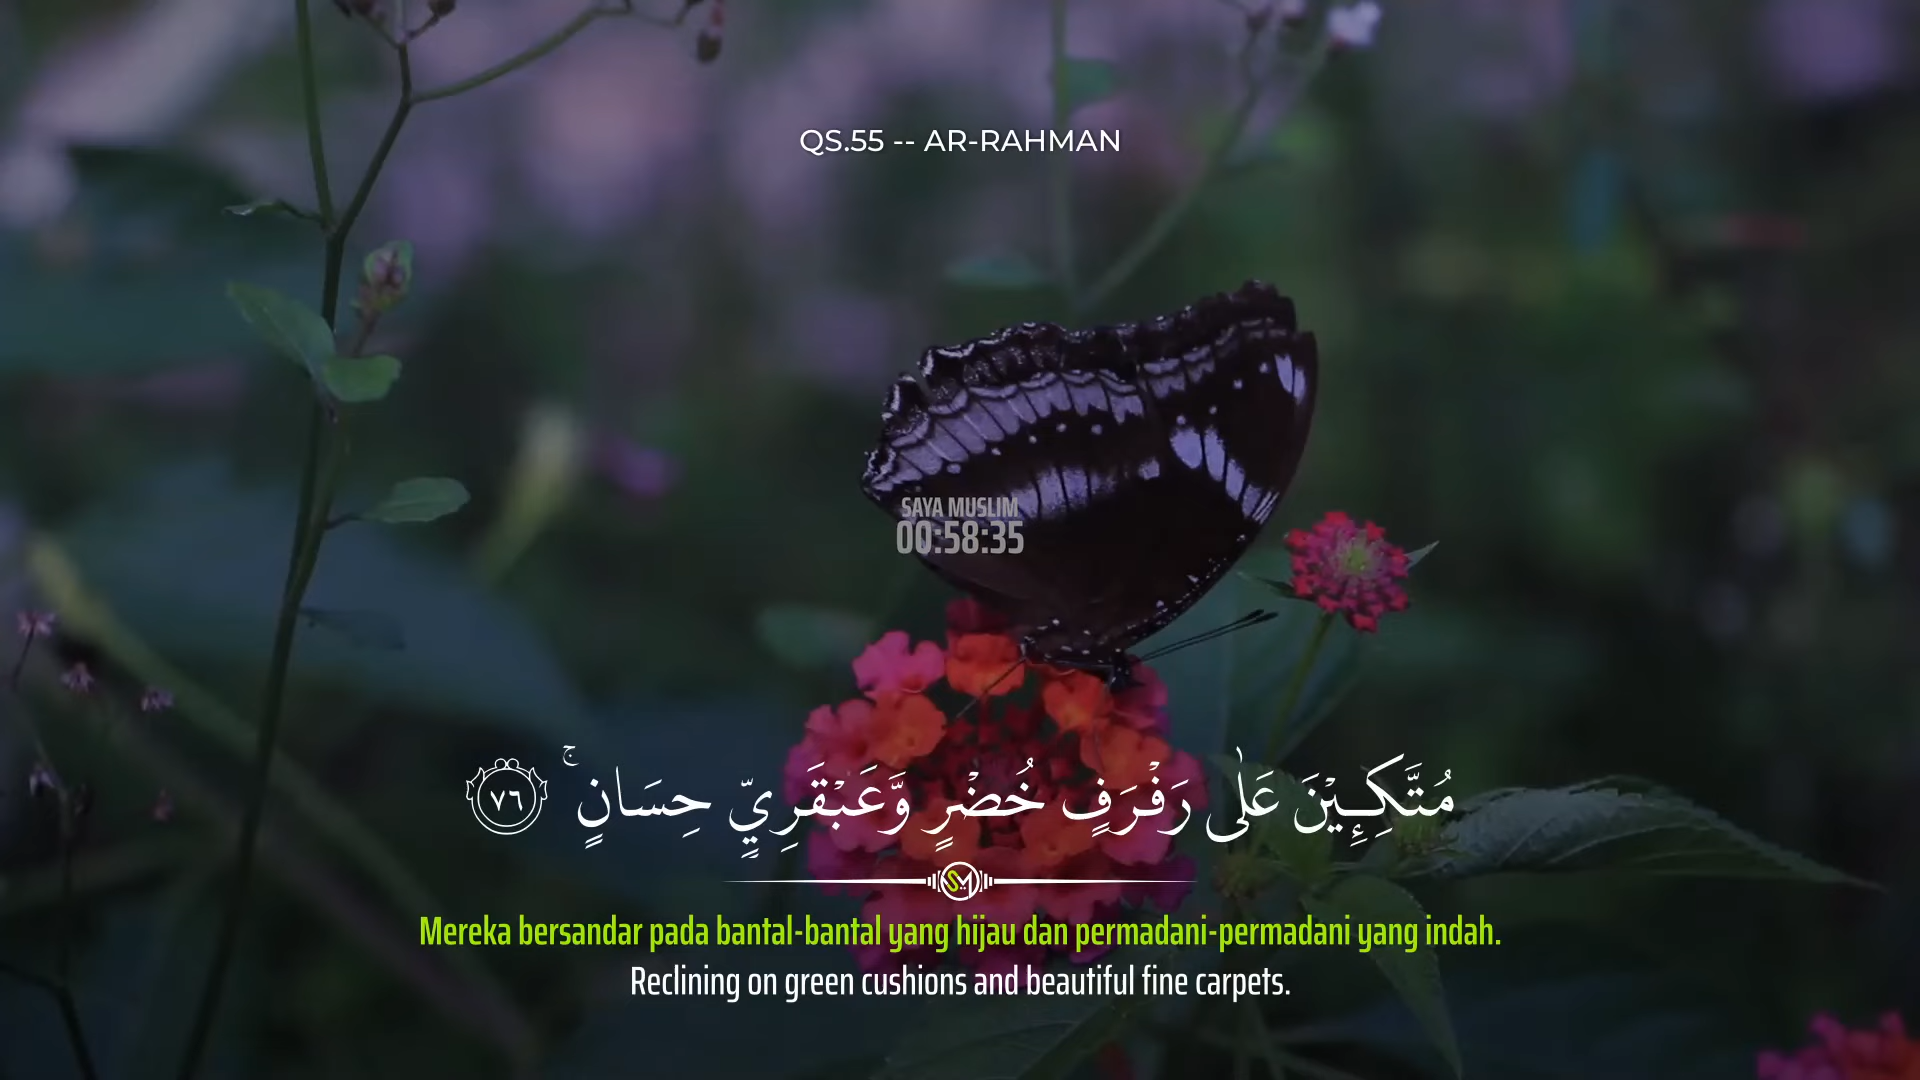 QS.55 -- AR-RAHMAN
SAYA MUSLIM
00:58:35
مُتَّكِـِٕيْنَ عَلٰى رَفْرَفٍ خُضْرٍ وَّعَبْقَرِيٍّ حِسَانٍۚ ٧٦
SM
Mereka bersandar pada bantal-bantal yang hijau dan permadani-permadani yang indah.
Reclining on green cushions and beautiful fine carpets.